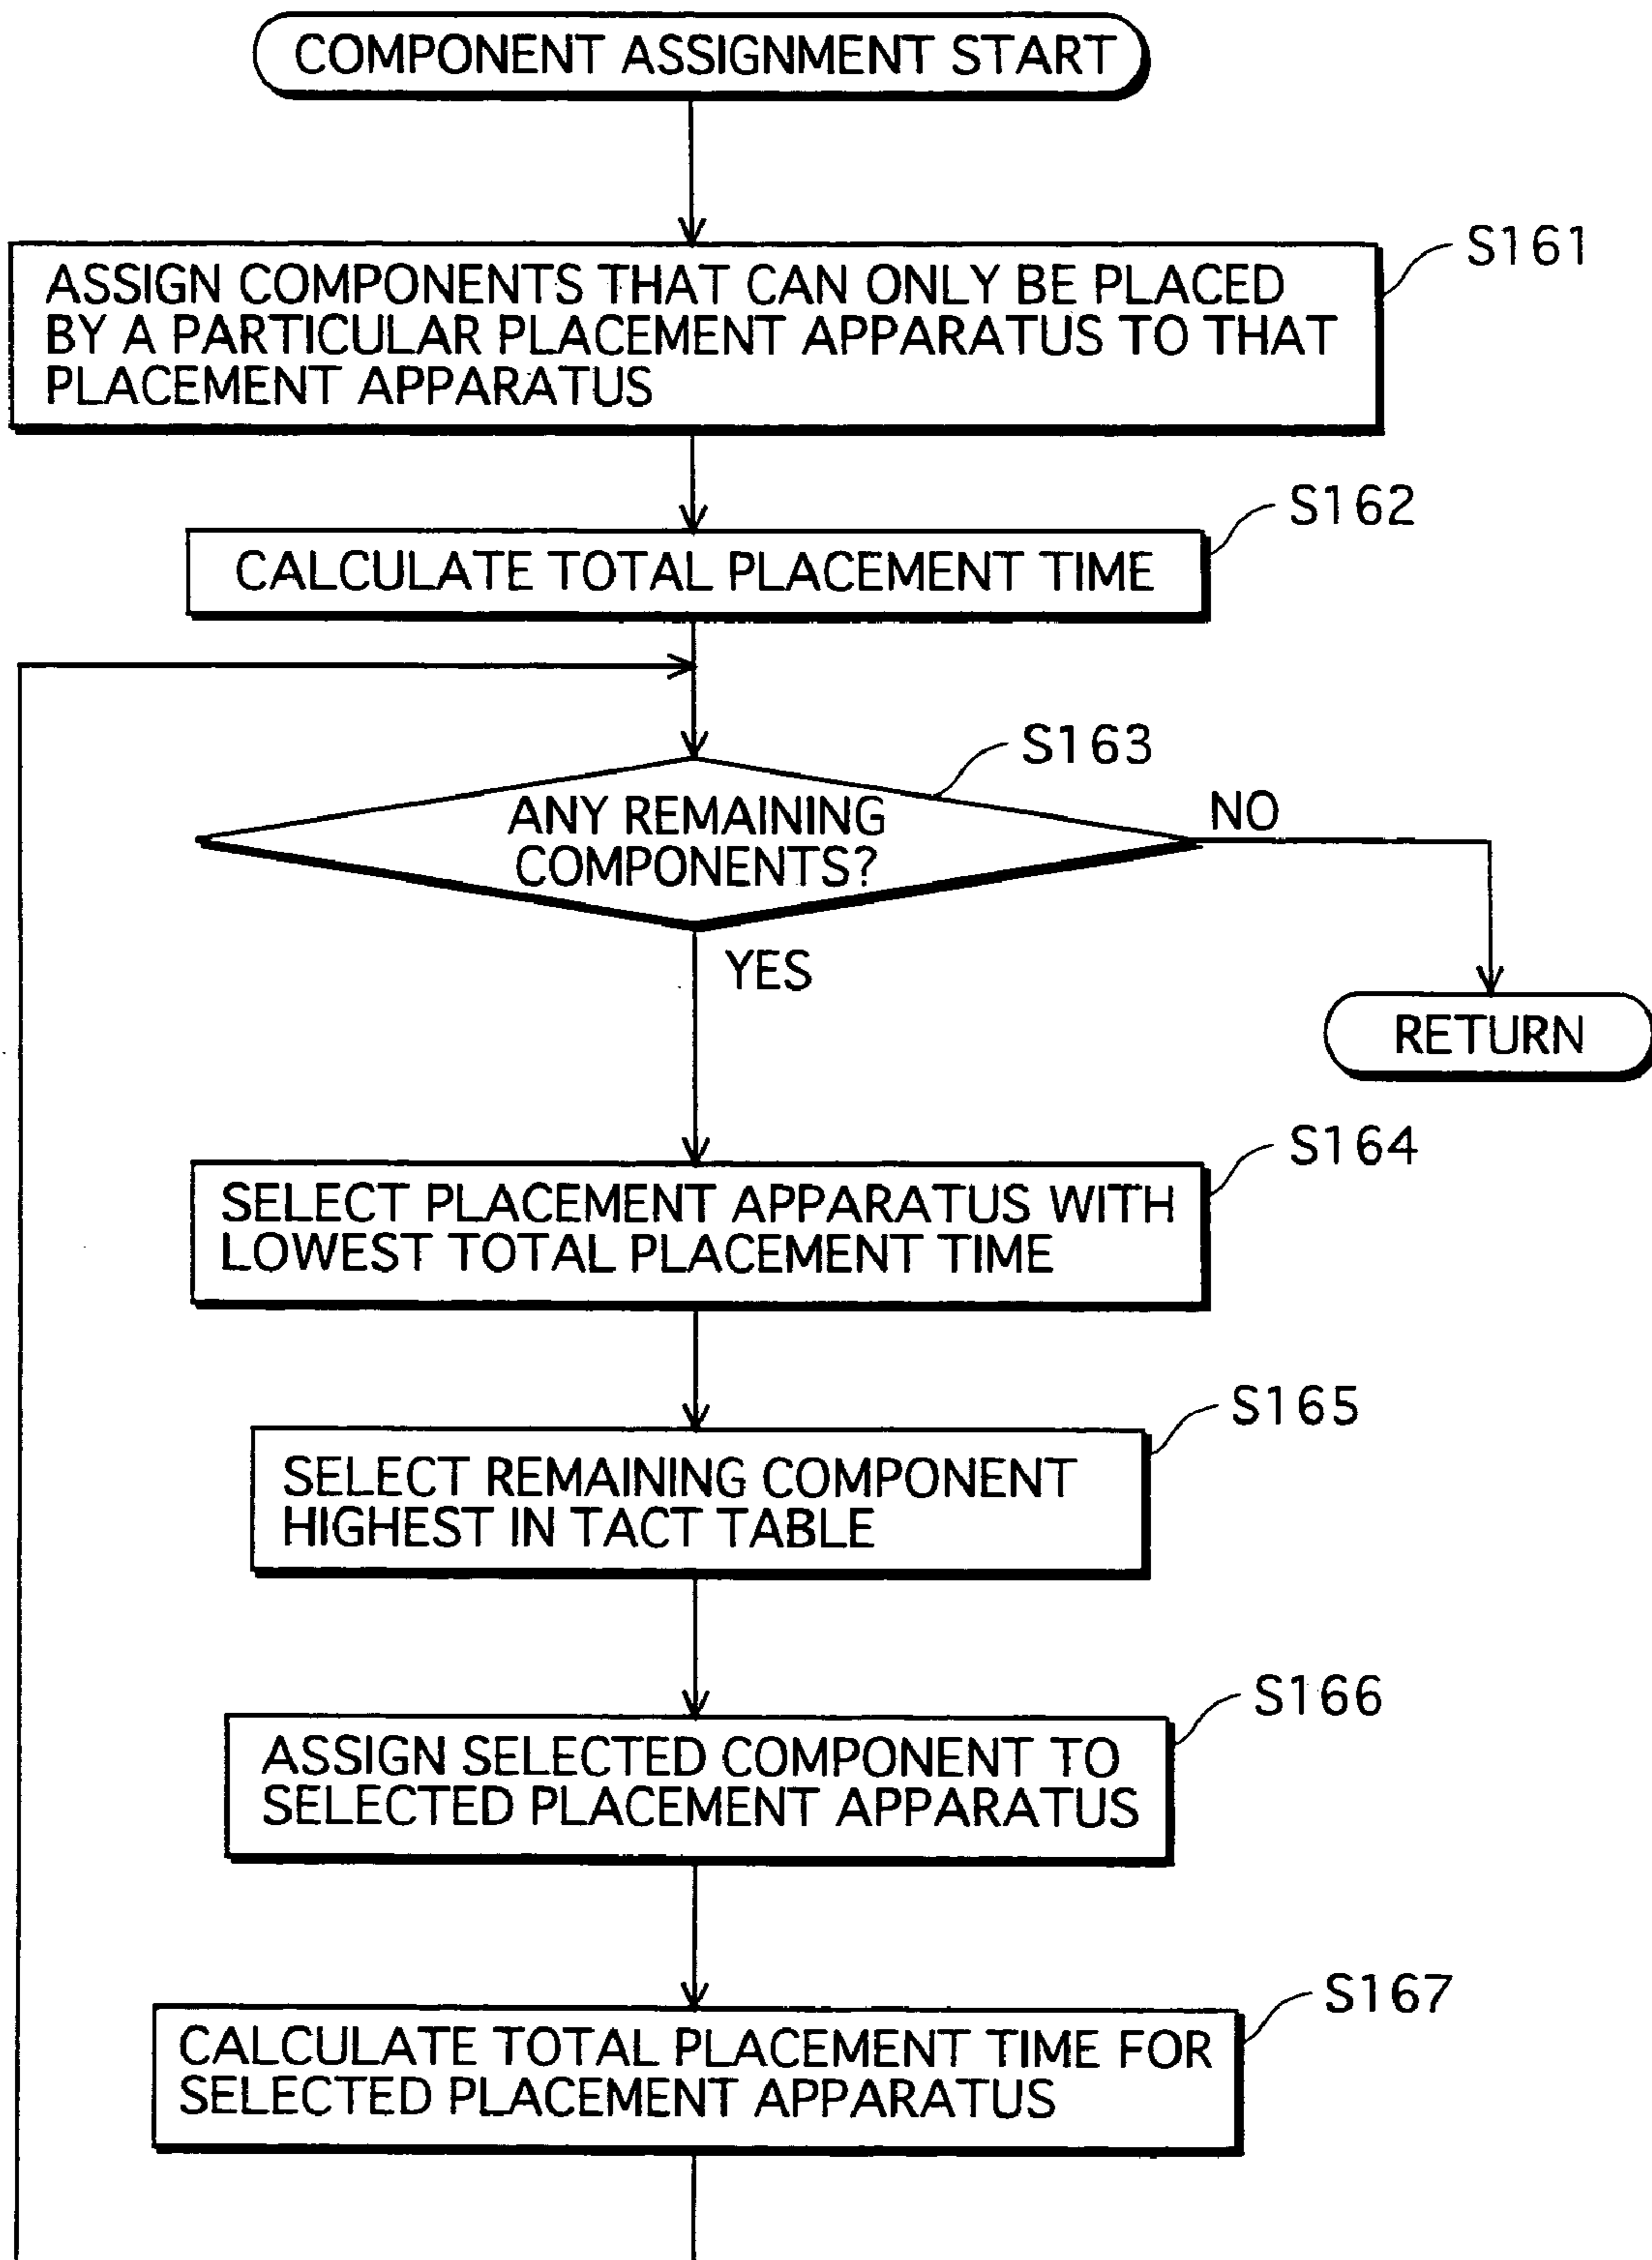 COMPONENT ASSIGNMENT START
S161
ASSIGN COMPONENTS THAT CAN ONLY BE PLACED
BY A PARTICULAR PLACEMENT APPARATUS TO THAT
PLACEMENT APPARATUS
S162
CALCULATE TOTAL PLACEMENT TIME
S163
ANY REMAINING
COMPONENTS?
NO
YES
RETURN
S164
SELECT PLACEMENT APPARATUS WITH
LOWEST TOTAL PLACEMENT TIME
S165
SELECT REMAINING COMPONENT
HIGHEST IN TACT TABLE
S166
ASSIGN SELECTED COMPONENT TO
SELECTED PLACEMENT APPARATUS
S167
CALCULATE TOTAL PLACEMENT TIME FOR
SELECTED PLACEMENT APPARATUS